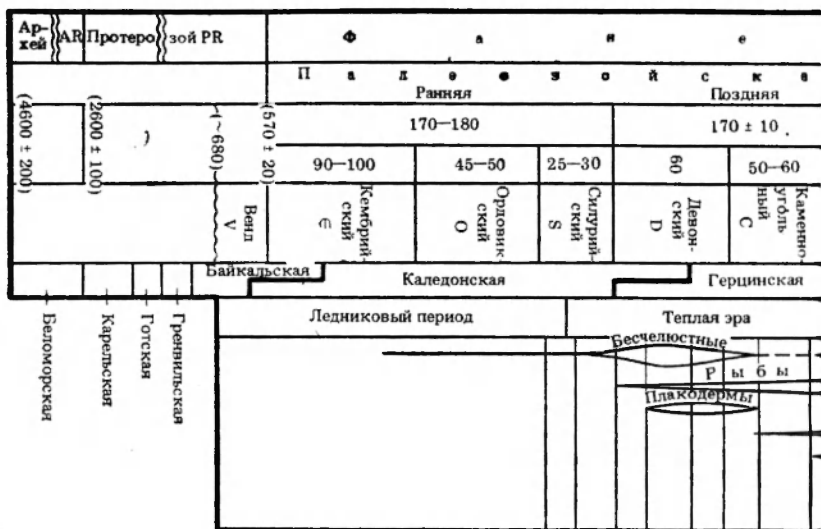 Ар-
хей
AR
Протеро
зой PR
Ф а н е
П а л е о з о й с к а
Ранняя
Поздняя
(4600 ± 200)
(2600 ± 100)
(~680)
(570 ± 20)
170—180
170 ± 10
90—100
45—50
25—30
60
50—60
Венд
V
Кембрий
ский
Є
Ордовик
ский
O
Силурий
ский
S
Девон-
ский
D
Каменно-
уголь
ный
C
Байкальская
Каледонская
Герцинская
Беломорская
Карельская
Готская
Гренвильская
Ледниковый период
Теплая эра
Бесчелюстные
Р ы б ы
Плакодермы